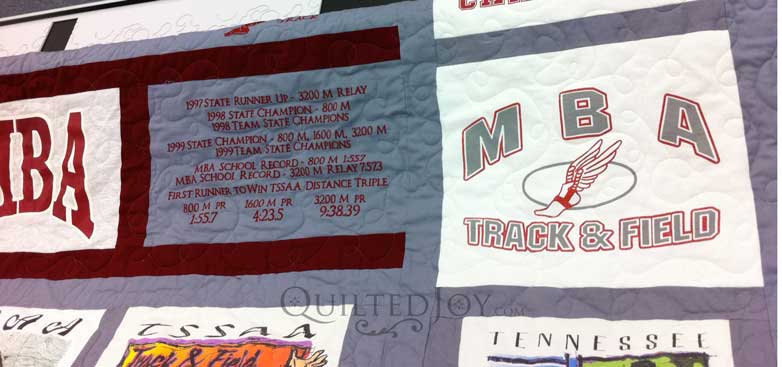 1997 STATE RUNNER UP - 3200 M RELAY
1998 STATE CHAMPION - 800 M
1998 TEAM STATE CHAMPIONS
1999 STATE CHAMPION - 800 M, 1600 M, 3200 M
1999 TEAM STATE CHAMPIONS
MBA SCHOOL RECORD - 800 M 1:55.7
MBA SCHOOL RECORD - 3200 M RELAY 7:57.3
FIRST RUNNER TO WIN TSSAA DISTANCE TRIPLE
800 M PR 1600 M PR 3200 M PR
1:55.7 4:23.5 9:38.39
MBA
MBA
TRACK & FIELD
QUILTEDJOY.COM
TSSAA
Track & Field
TENNESSEE